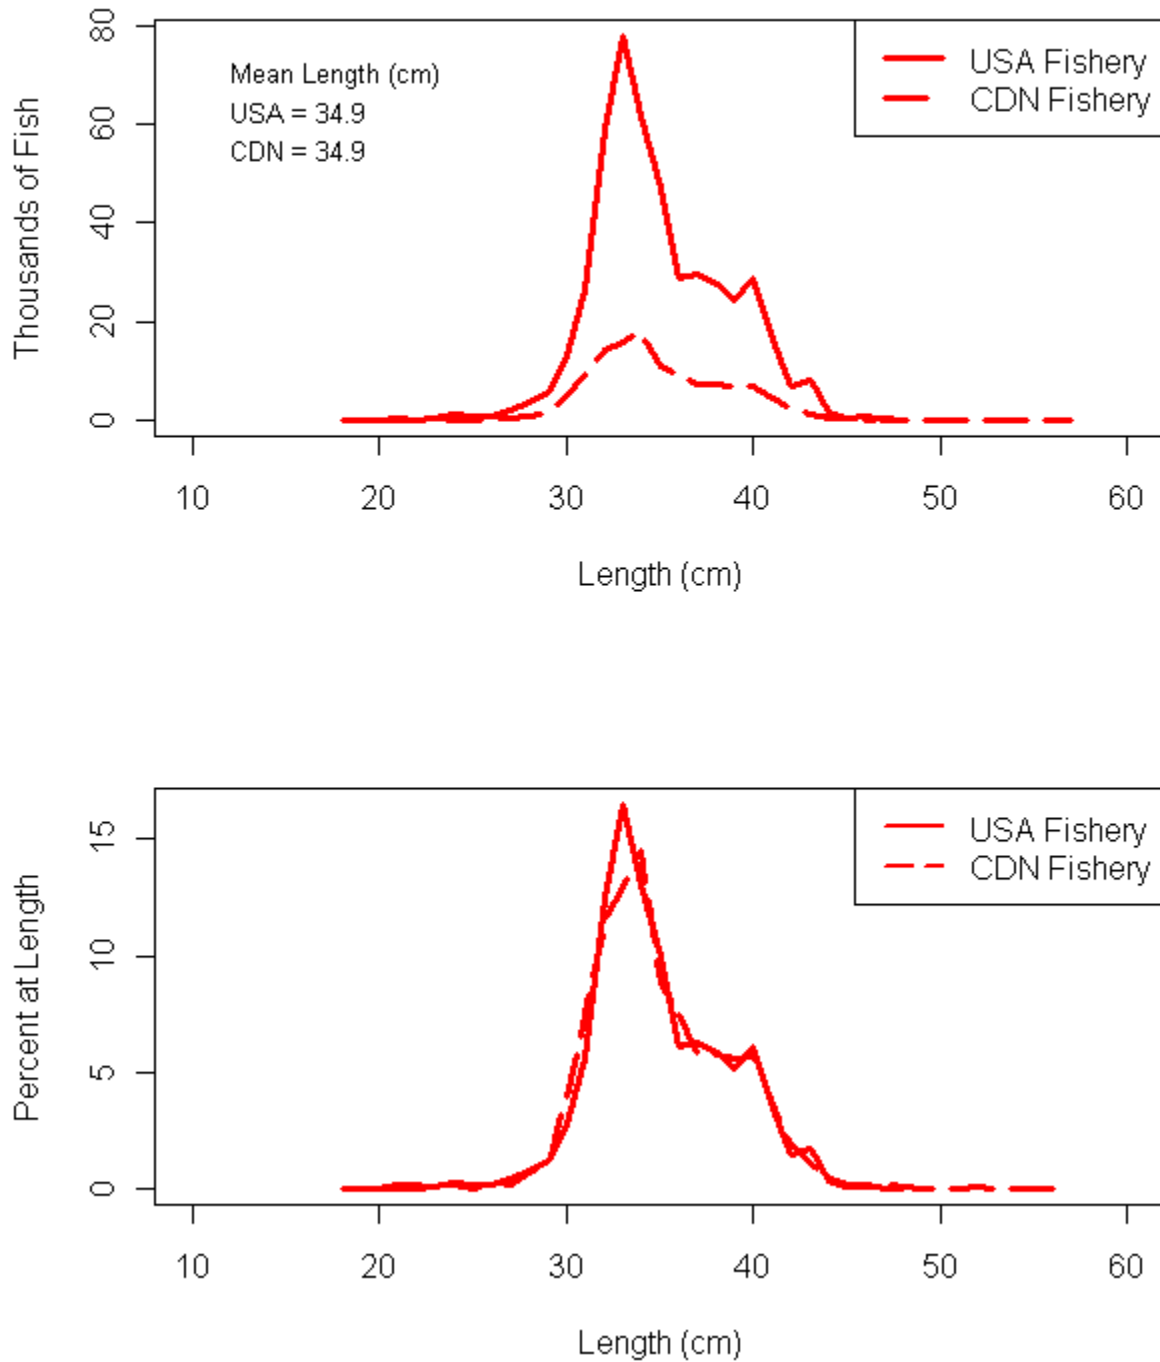 80
60
40
20
0
Thousands of Fish
Mean Length (cm)
USA = 34.9
CDN = 34.9
USA Fishery
CDN Fishery
10 20 30 40 50 60
Length (cm)
15
10
5
0
Percent at Length
USA Fishery
CDN Fishery
10 20 30 40 50 60
Length (cm)